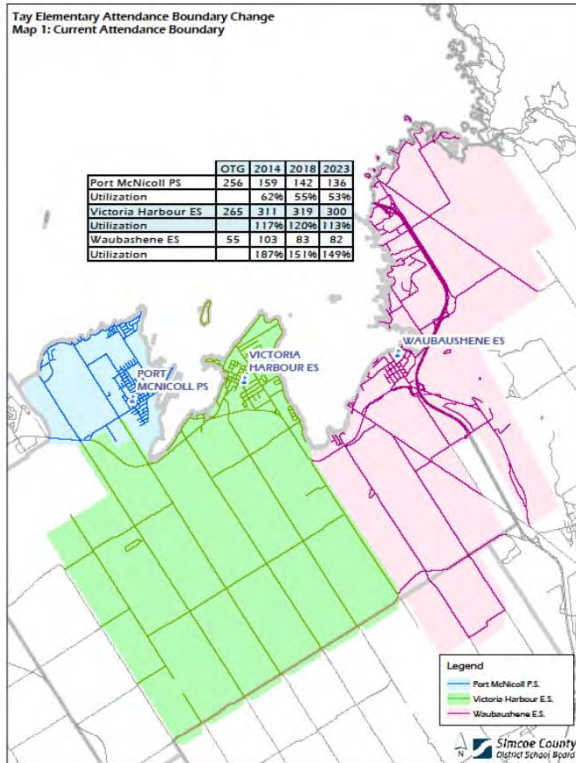 Tay Elementary Attendance Boundary Change
Map 1: Current Attendance Boundary
OTG 2014 2018 2023
Port McNicoll PS 256 159 142 136
Utilization 62% 55% 53%
Victoria Harbour ES 265 311 319 300
Utilization 117% 120% 113%
Waubashene ES 55 103 83 82
Utilization 187% 151% 149%
WAUBAUSHENE ES
VICTORIA
HARBOUR ES
PORT
MCNICOLL PS
Legend
Port McNicoll P.S.
Victoria Harbour E.S.
Waubaushene E.S.
N
Simcoe County
District School Board